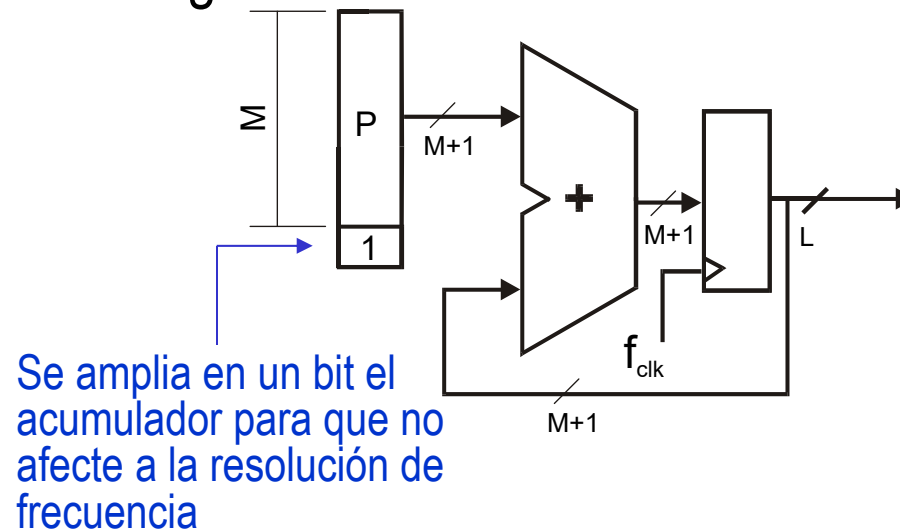 M
P
M+1
1
+
M+1
L
f_clk
M+1
Se amplia en un bit el
acumulador para que no
afecte a la resolución de
frecuencia